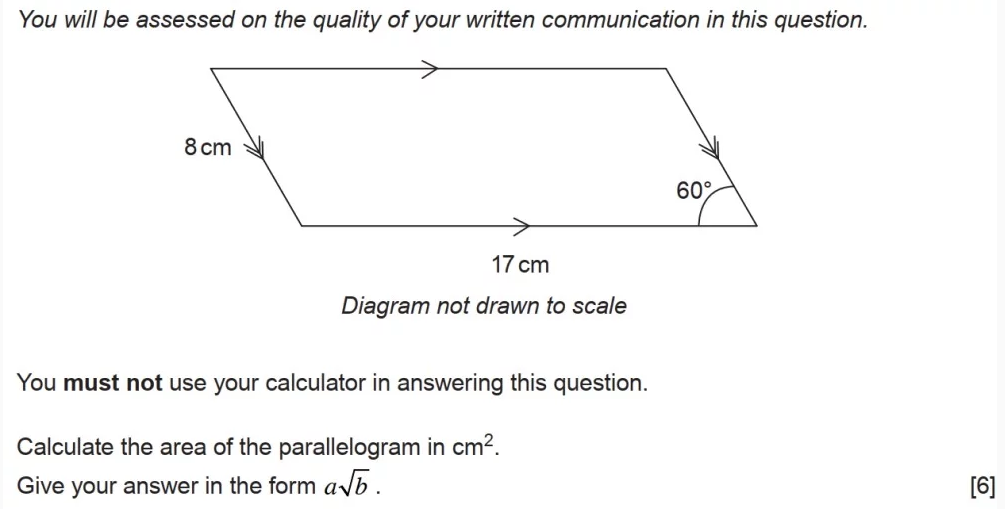 You will be assessed on the quality of your written communication in this question.
8 cm
60°
17 cm
Diagram not drawn to scale
You must not use your calculator in answering this question.
Calculate the area of the parallelogram in cm².
Give your answer in the form a√b .
[6]